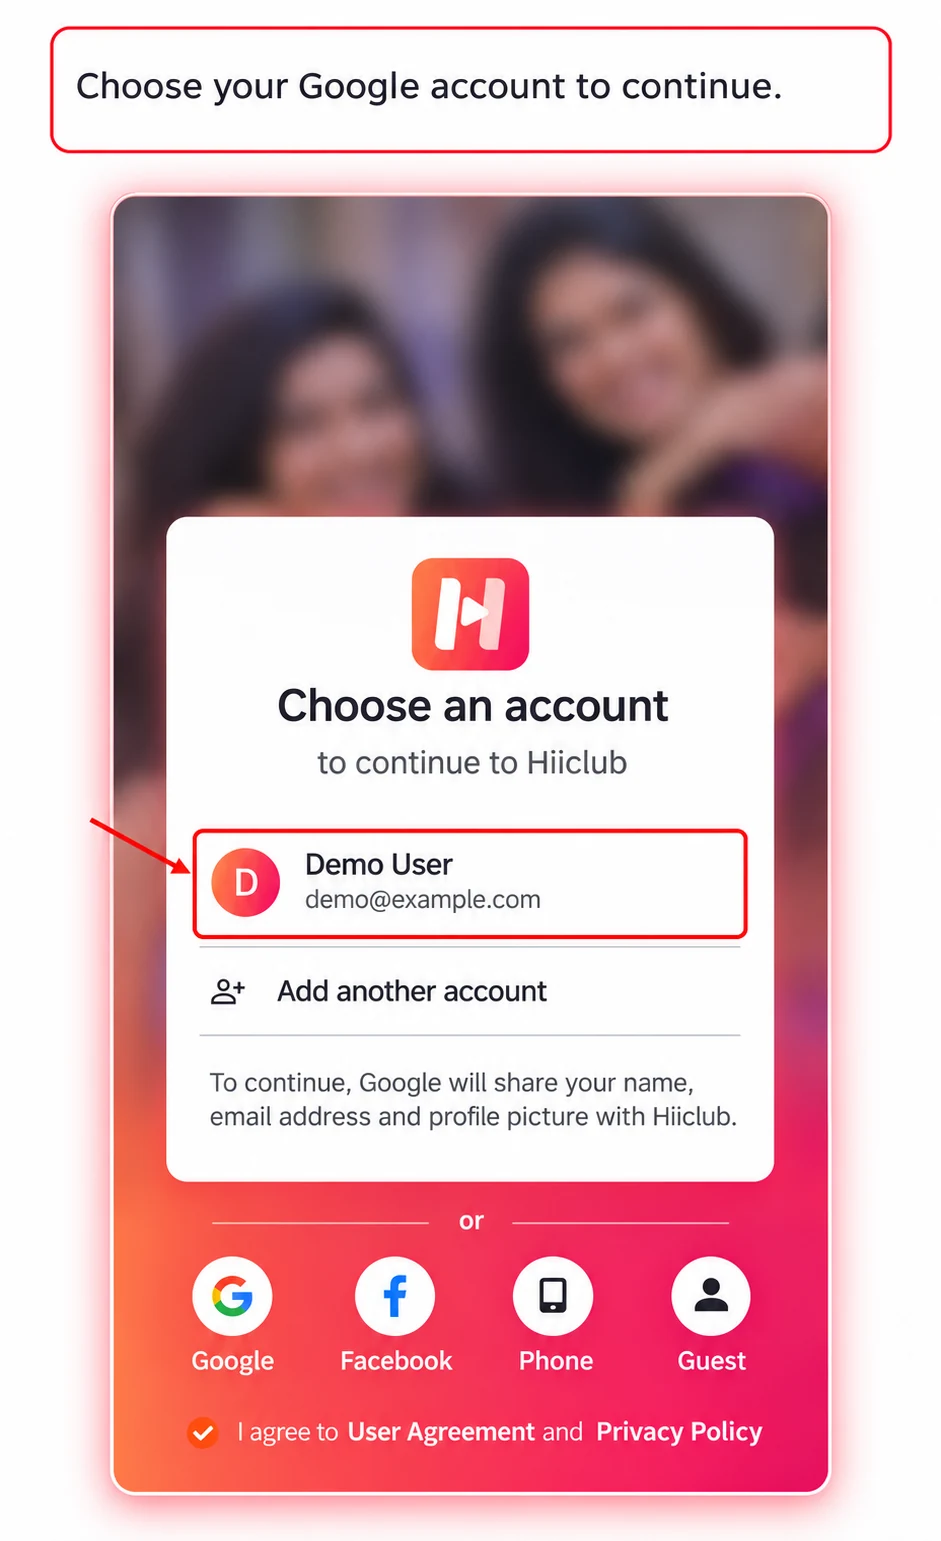 Choose your Google account to continue.
H
Choose an account
to continue to Hiiclub
D
Demo User
demo@example.com
Add another account
To continue, Google will share your name,
email address and profile picture with Hiiclub.
or
Google Facebook Phone Guest
I agree to User Agreement and Privacy Policy